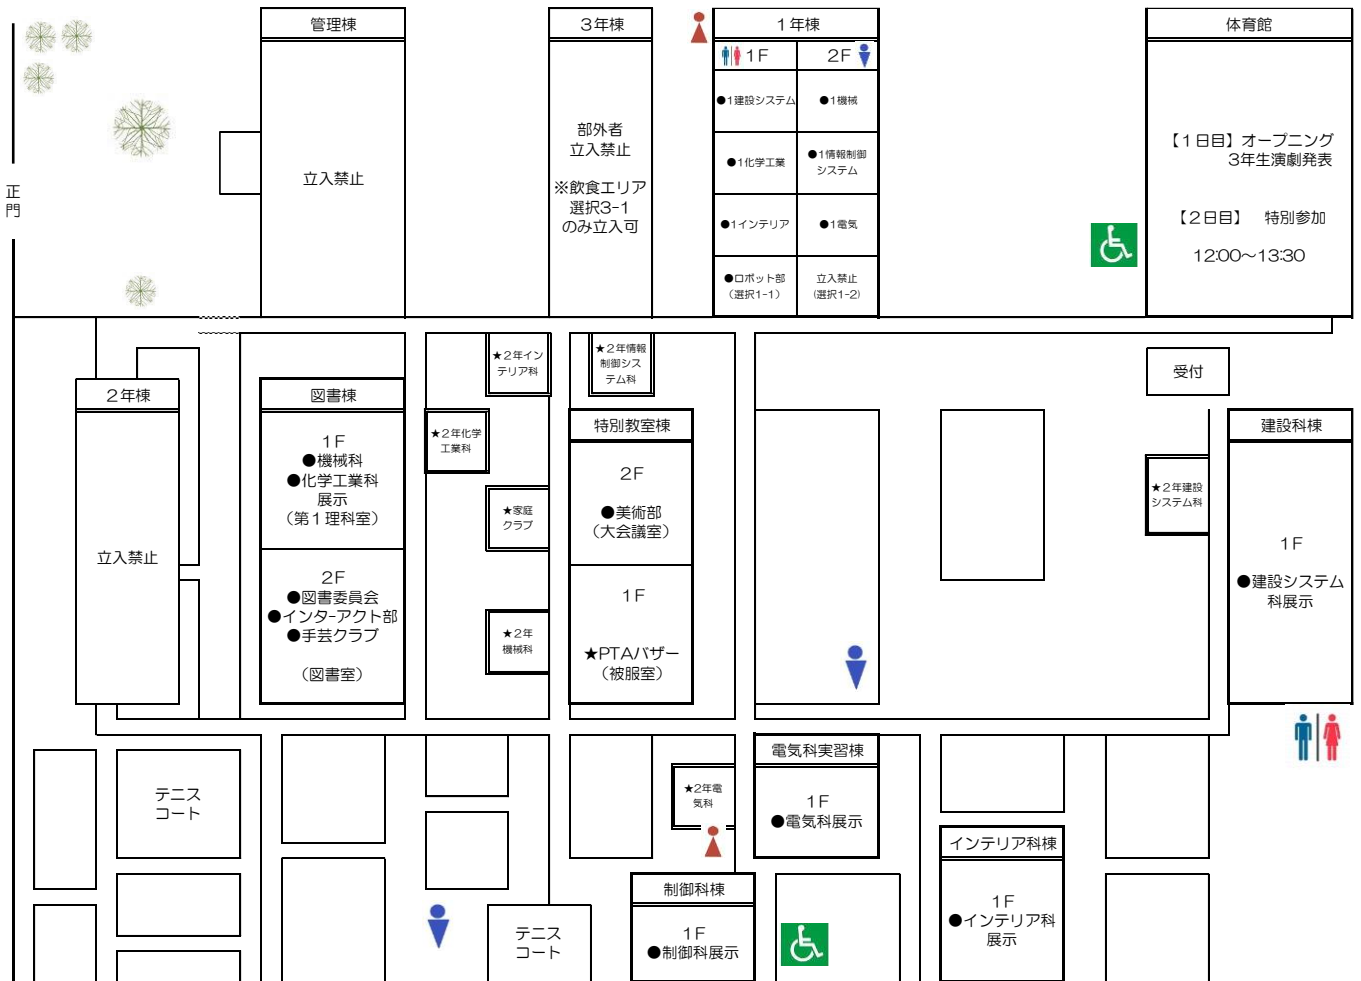 管理棟
立入禁止
3年棟
部外者
立入禁止
※飲食エリア
選択3-1
のみ立入可
1年棟
1F
2F
●1建設システム
●1機械
●1化学工業
●1情報制御
システム
●1インテリア
●1電気
●ロボット部
(選択1-1)
立入禁止
(選択1-2)
体育館
【1日目】オープニング
3年生演劇発表
【2日目】 特別参加
12:00～13:30
正
門
2年棟
立入禁止
図書棟
1F
●機械科
●化学工業科
展示
(第1理科室)
2F
●図書委員会
●インターアクト部
●手芸クラブ
(図書室)
★2年イン
テリア科
★2年化学
工業科
★家庭
クラブ
★2年
機械科
★2年情報
制御シス
テム科
特別教室棟
2F
●美術部
(大会議室)
1F
★PTAバザー
(被服室)
受付
★2年建設
システム科
建設科棟
1F
●建設システム
科展示
テニス
コート
★2年電
気科
電気科実習棟
1F
●電気科展示
インテリア科棟
1F
●インテリア科
展示
制御科棟
1F
●制御科展示
テニス
コート